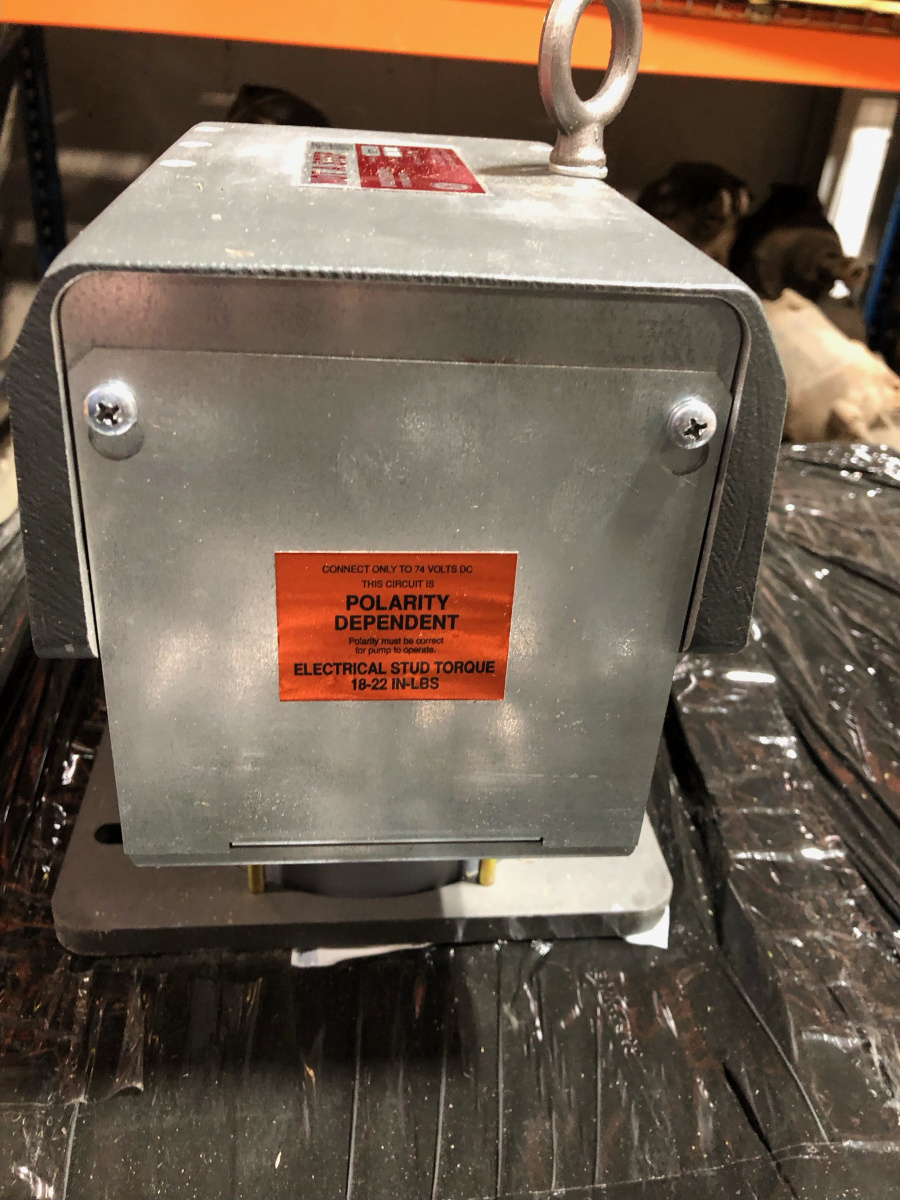 CONNECT ONLY TO 74 VOLTS DC
THIS CIRCUIT IS
POLARITY
DEPENDENT
Polarity must be correct
for pump to operate.
ELECTRICAL STUD TORQUE
18-22 IN-LBS